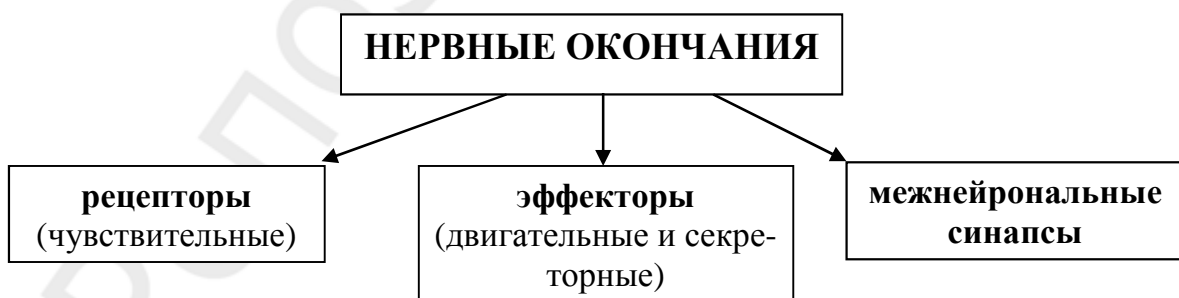 НЕРВНЫЕ ОКОНЧАНИЯ
рецепторы
(чувствительные)
эффекторы
(двигательные и секре-
торные)
межнейрональные
синапсы